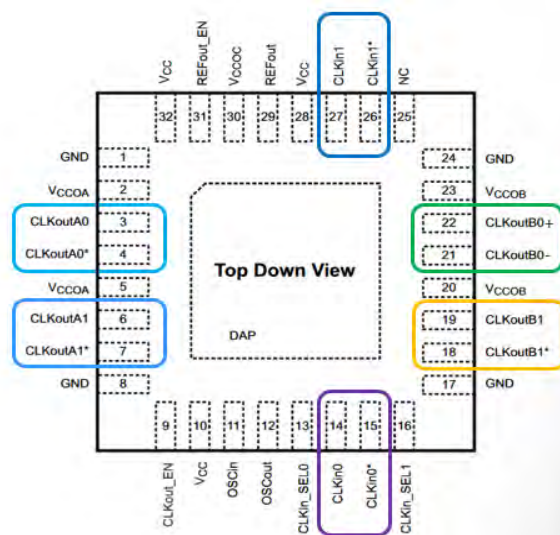 VCC
REFout_EN
VCCOC
REFout
VCC
CLKin1
CLKin1*
NC
32
31
30
29
28
27
26
25
GND 1
24 GND
VCCOA 2
23 VCCOB
CLKoutA0 3
22 CLKoutB0+
CLKoutA0* 4
21 CLKoutB0-
VCCOA 5
20 VCCOB
Top Down View
CLKoutA1 6
19 CLKoutB1
CLKoutA1* 7
18 CLKoutB1*
DAP
GND 8
17 GND
9
10
11
12
13
14
15
16
CLKout_EN
VCC
OSCin
OSCout
CLKin_SEL0
CLKin0
CLKin0*
CLKin_SEL1